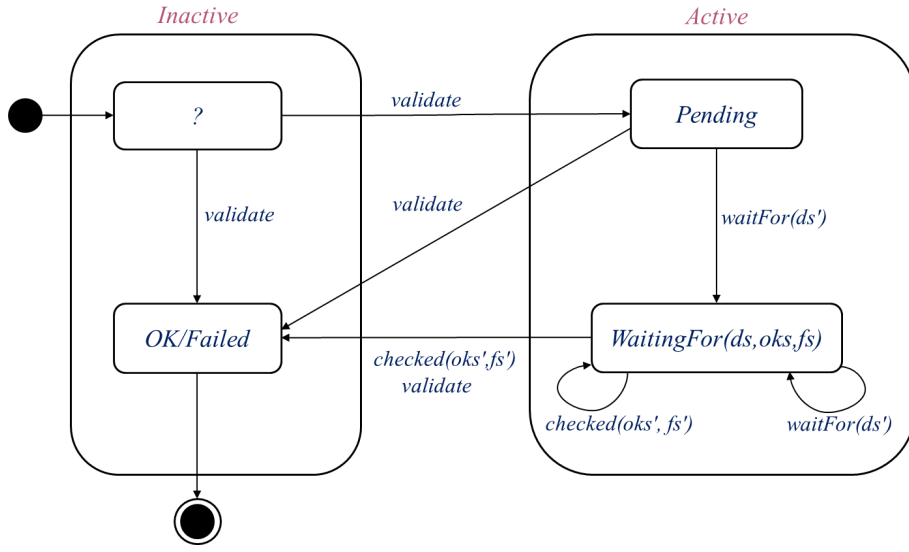 Inactive
Active
?
validate
Pending
validate
validate
waitFor(ds')
OK/Failed
WaitingFor(ds,oks,fs)
checked(oks',fs')
validate
checked(oks', fs')
waitFor(ds')